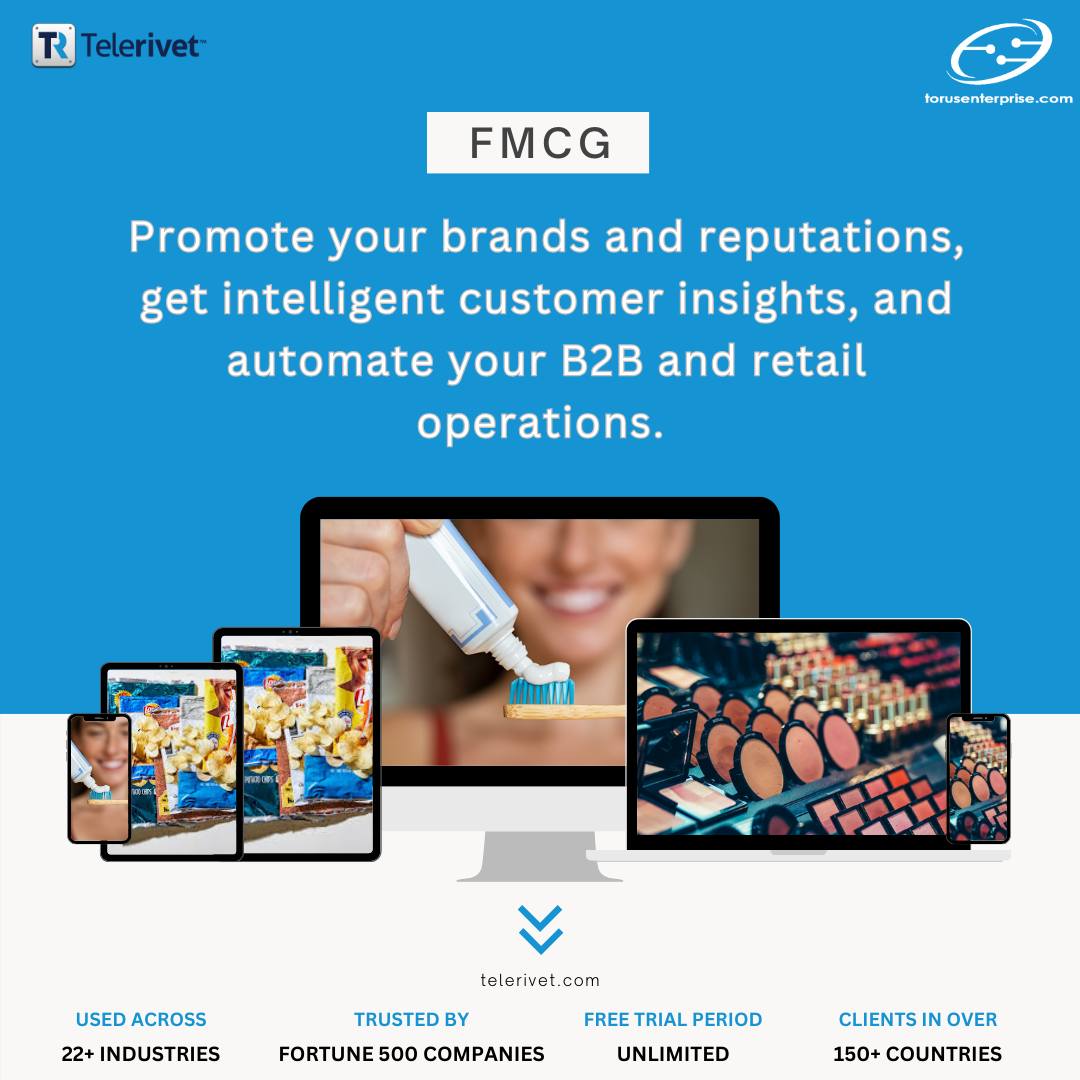 TR Telerivet™
torusenterprise.com
FMCG
Promote your brands and reputations,
get intelligent customer insights, and
automate your B2B and retail
operations.
telerivet.com
USED ACROSS
22+ INDUSTRIES
TRUSTED BY
FORTUNE 500 COMPANIES
FREE TRIAL PERIOD
UNLIMITED
CLIENTS IN OVER
150+ COUNTRIES